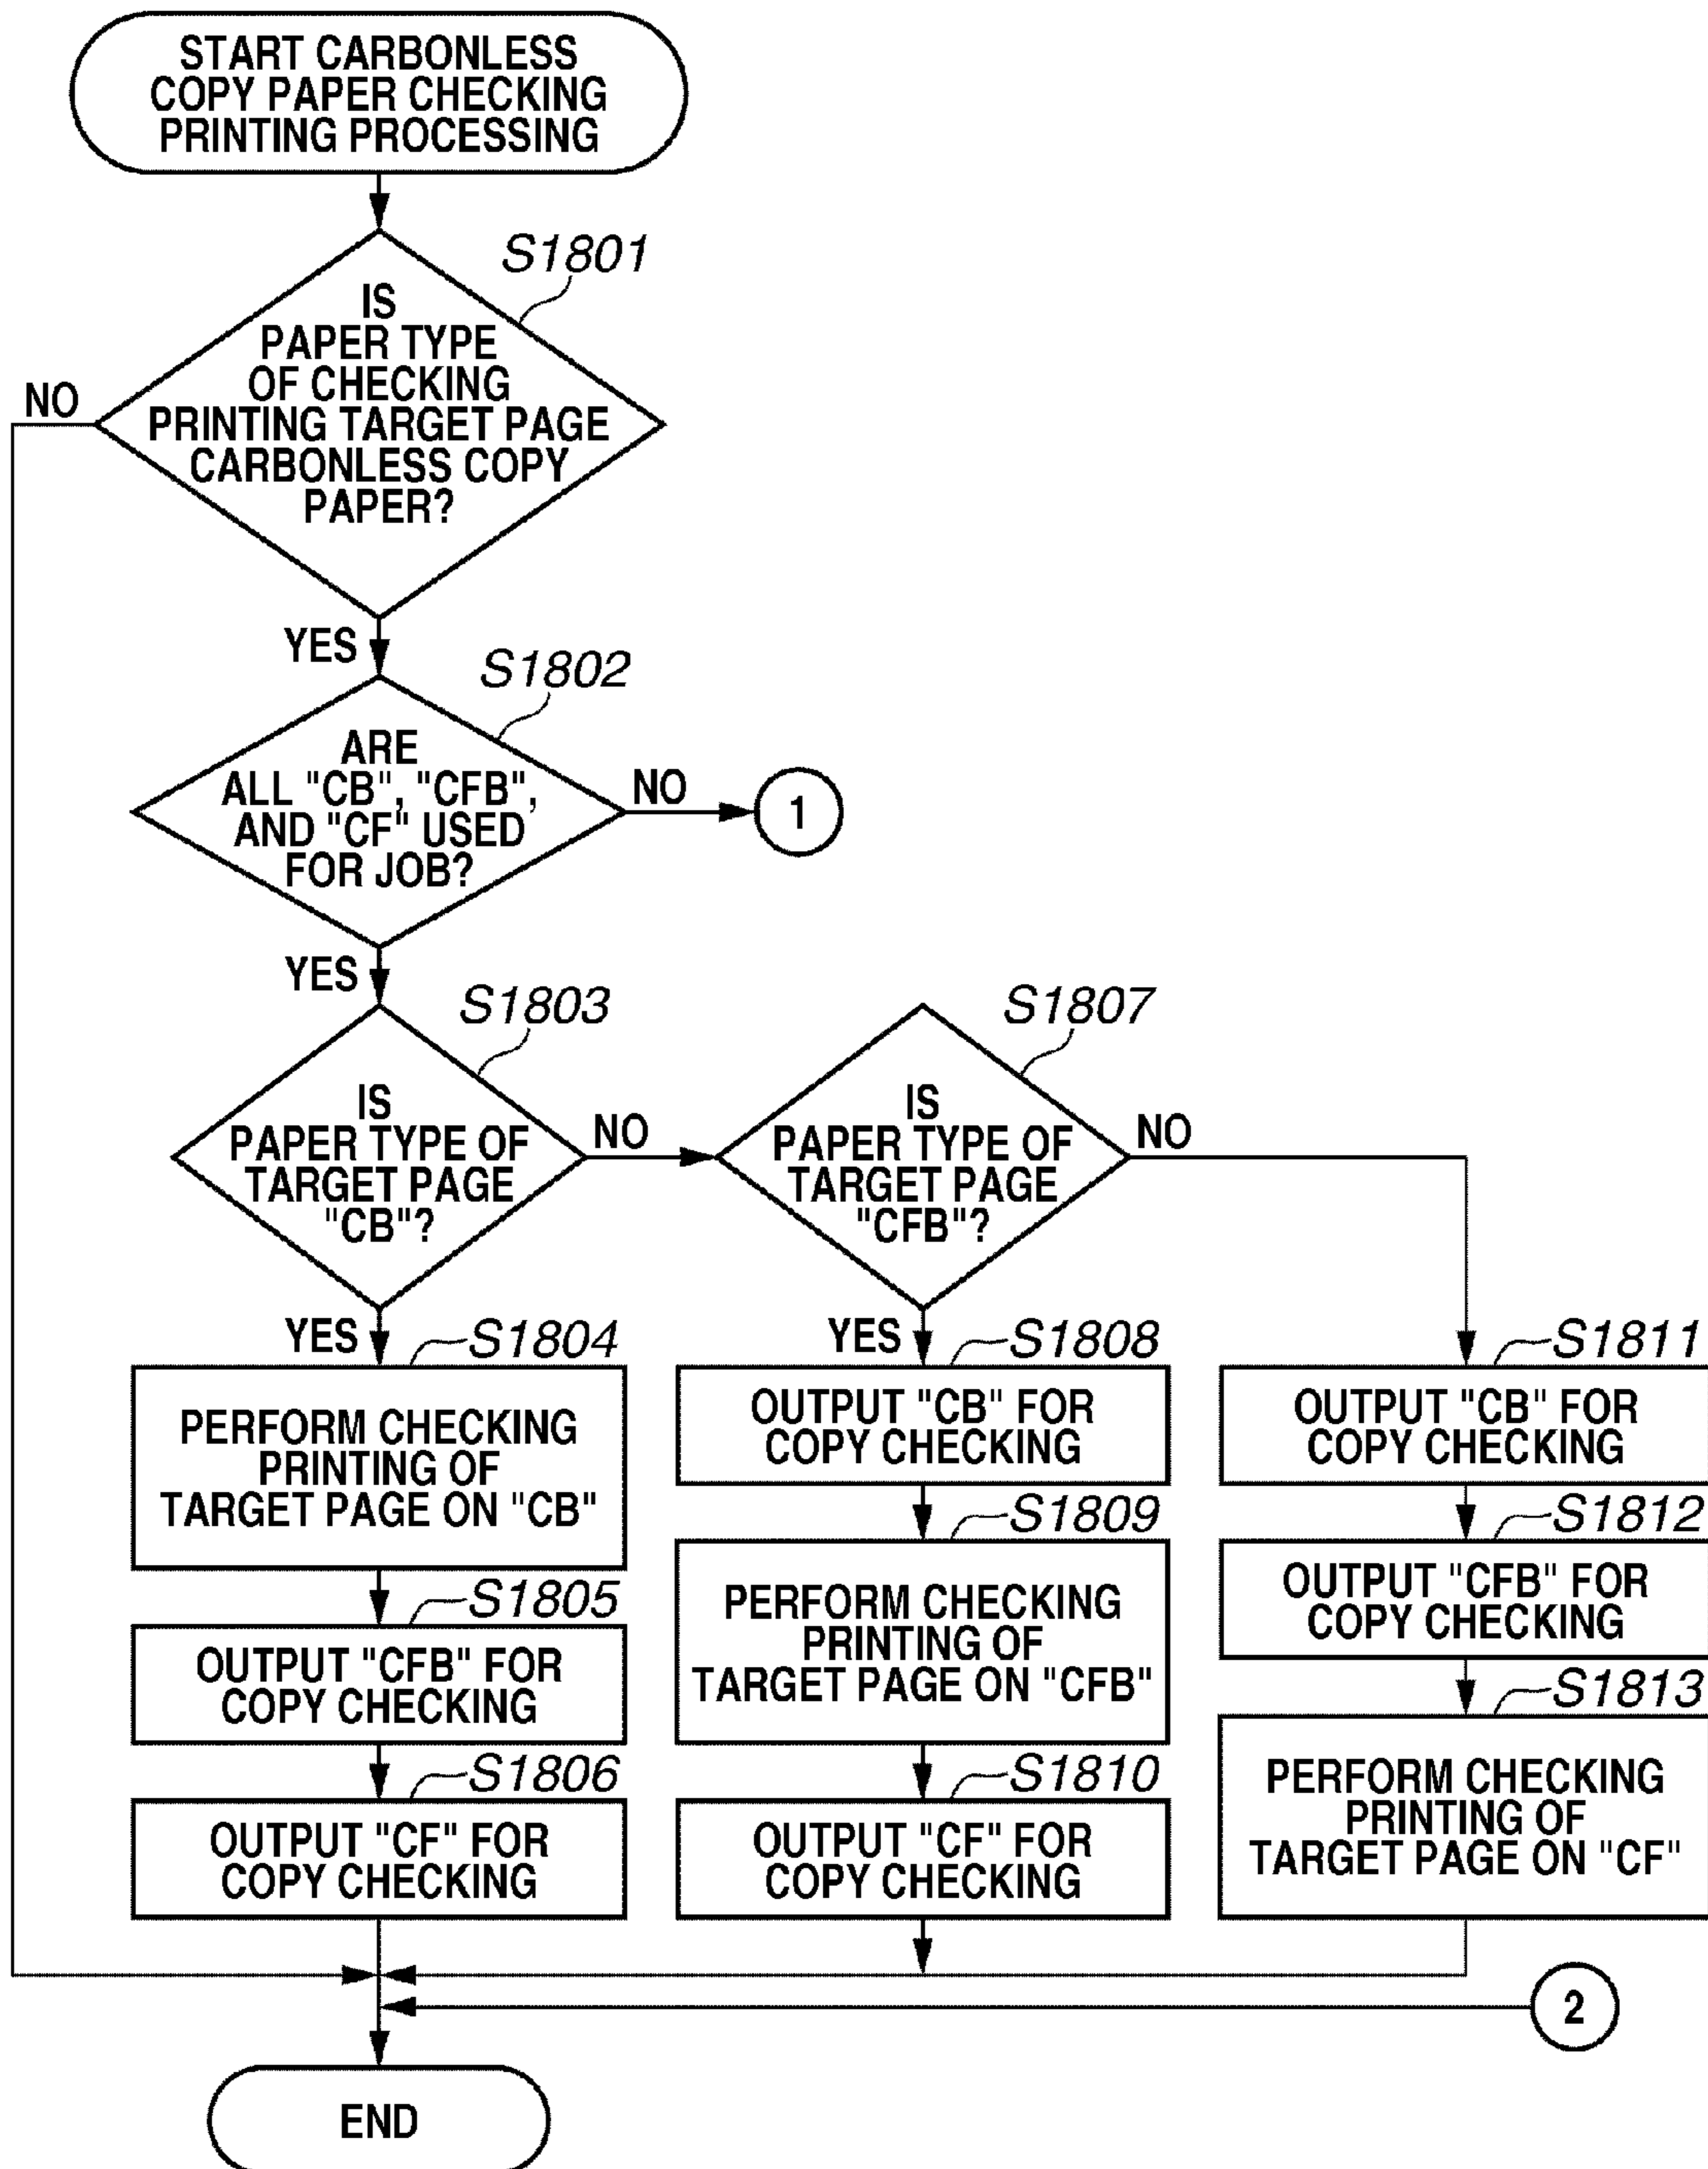 START CARBONLESS
COPY PAPER CHECKING
PRINTING PROCESSING
S1801
IS
PAPER TYPE
OF CHECKING
PRINTING TARGET PAGE
CARBONLESS COPY
PAPER?
NO
YES
S1802
ARE
ALL "CB", "CFB",
AND "CF" USED
FOR JOB?
NO
1
YES
S1803
IS
PAPER TYPE OF
TARGET PAGE
"CB"?
NO
S1807
IS
PAPER TYPE OF
TARGET PAGE
"CFB"?
NO
YES
S1804
PERFORM CHECKING
PRINTING OF
TARGET PAGE ON "CB"
S1805
OUTPUT "CFB" FOR
COPY CHECKING
S1806
OUTPUT "CF" FOR
COPY CHECKING
YES
S1808
OUTPUT "CB" FOR
COPY CHECKING
S1809
PERFORM CHECKING
PRINTING OF
TARGET PAGE ON "CFB"
S1810
OUTPUT "CF" FOR
COPY CHECKING
S1811
OUTPUT "CB" FOR
COPY CHECKING
S1812
OUTPUT "CFB" FOR
COPY CHECKING
S1813
PERFORM CHECKING
PRINTING OF
TARGET PAGE ON "CF"
2
END